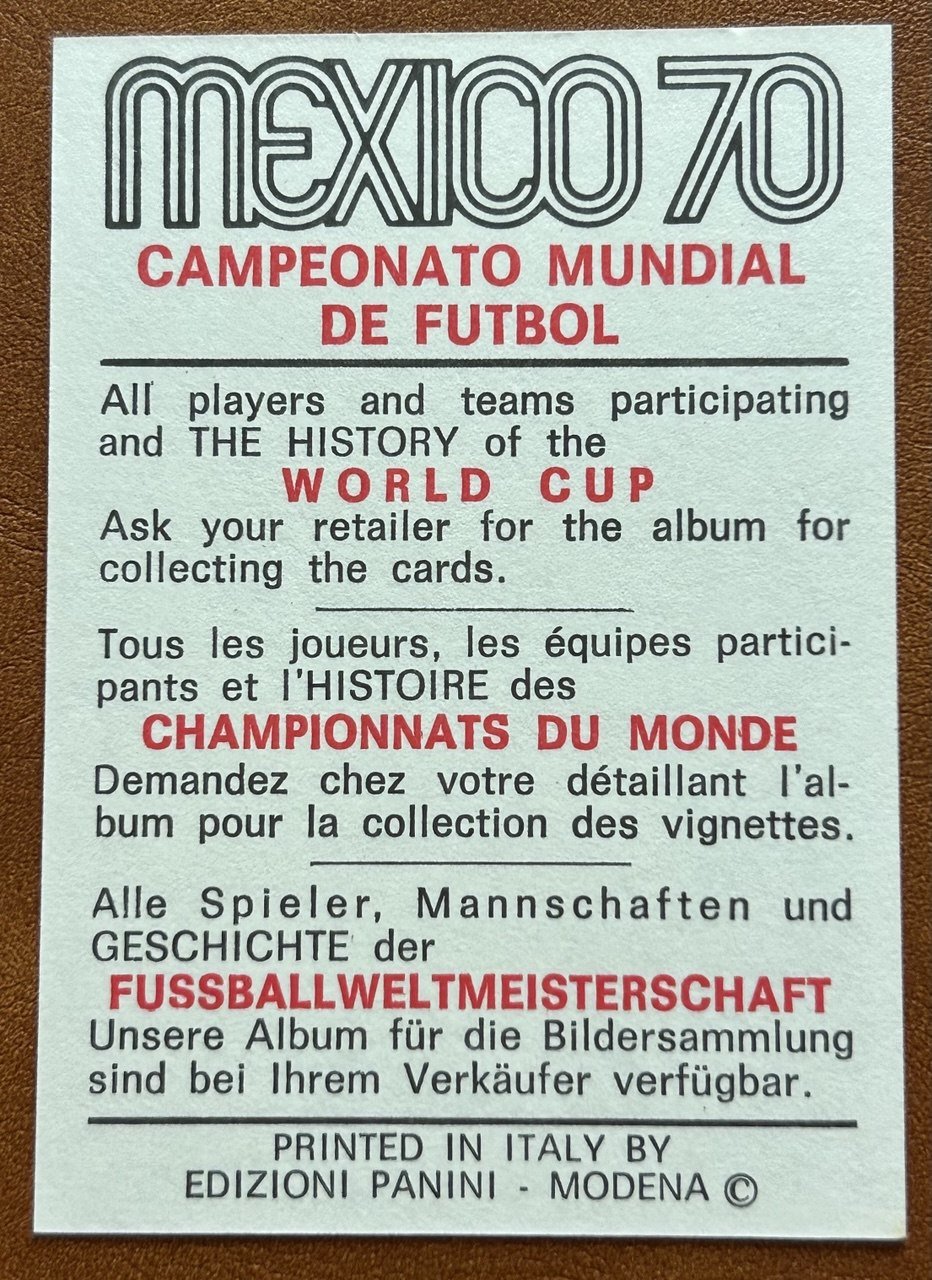 MEXICO 70
CAMPEONATO MUNDIAL
DE FUTBOL
All players and teams participating
and THE HISTORY of the
WORLD CUP
Ask your retailer for the album for
collecting the cards.
Tous les joueurs, les équipes partici-
pants et l'HISTOIRE des
CHAMPIONNATS DU MONDE
Demandez chez votre détaillant l'al-
bum pour la collection des vignettes.
Alle Spieler, Mannschaften und
GESCHICHTE der
FUSSBALLWELTMEISTERSCHAFT
Unsere Album für die Bildersammlung
sind bei Ihrem Verkäufer verfügbar.
PRINTED IN ITALY BY
EDIZIONI PANINI - MODENA ©